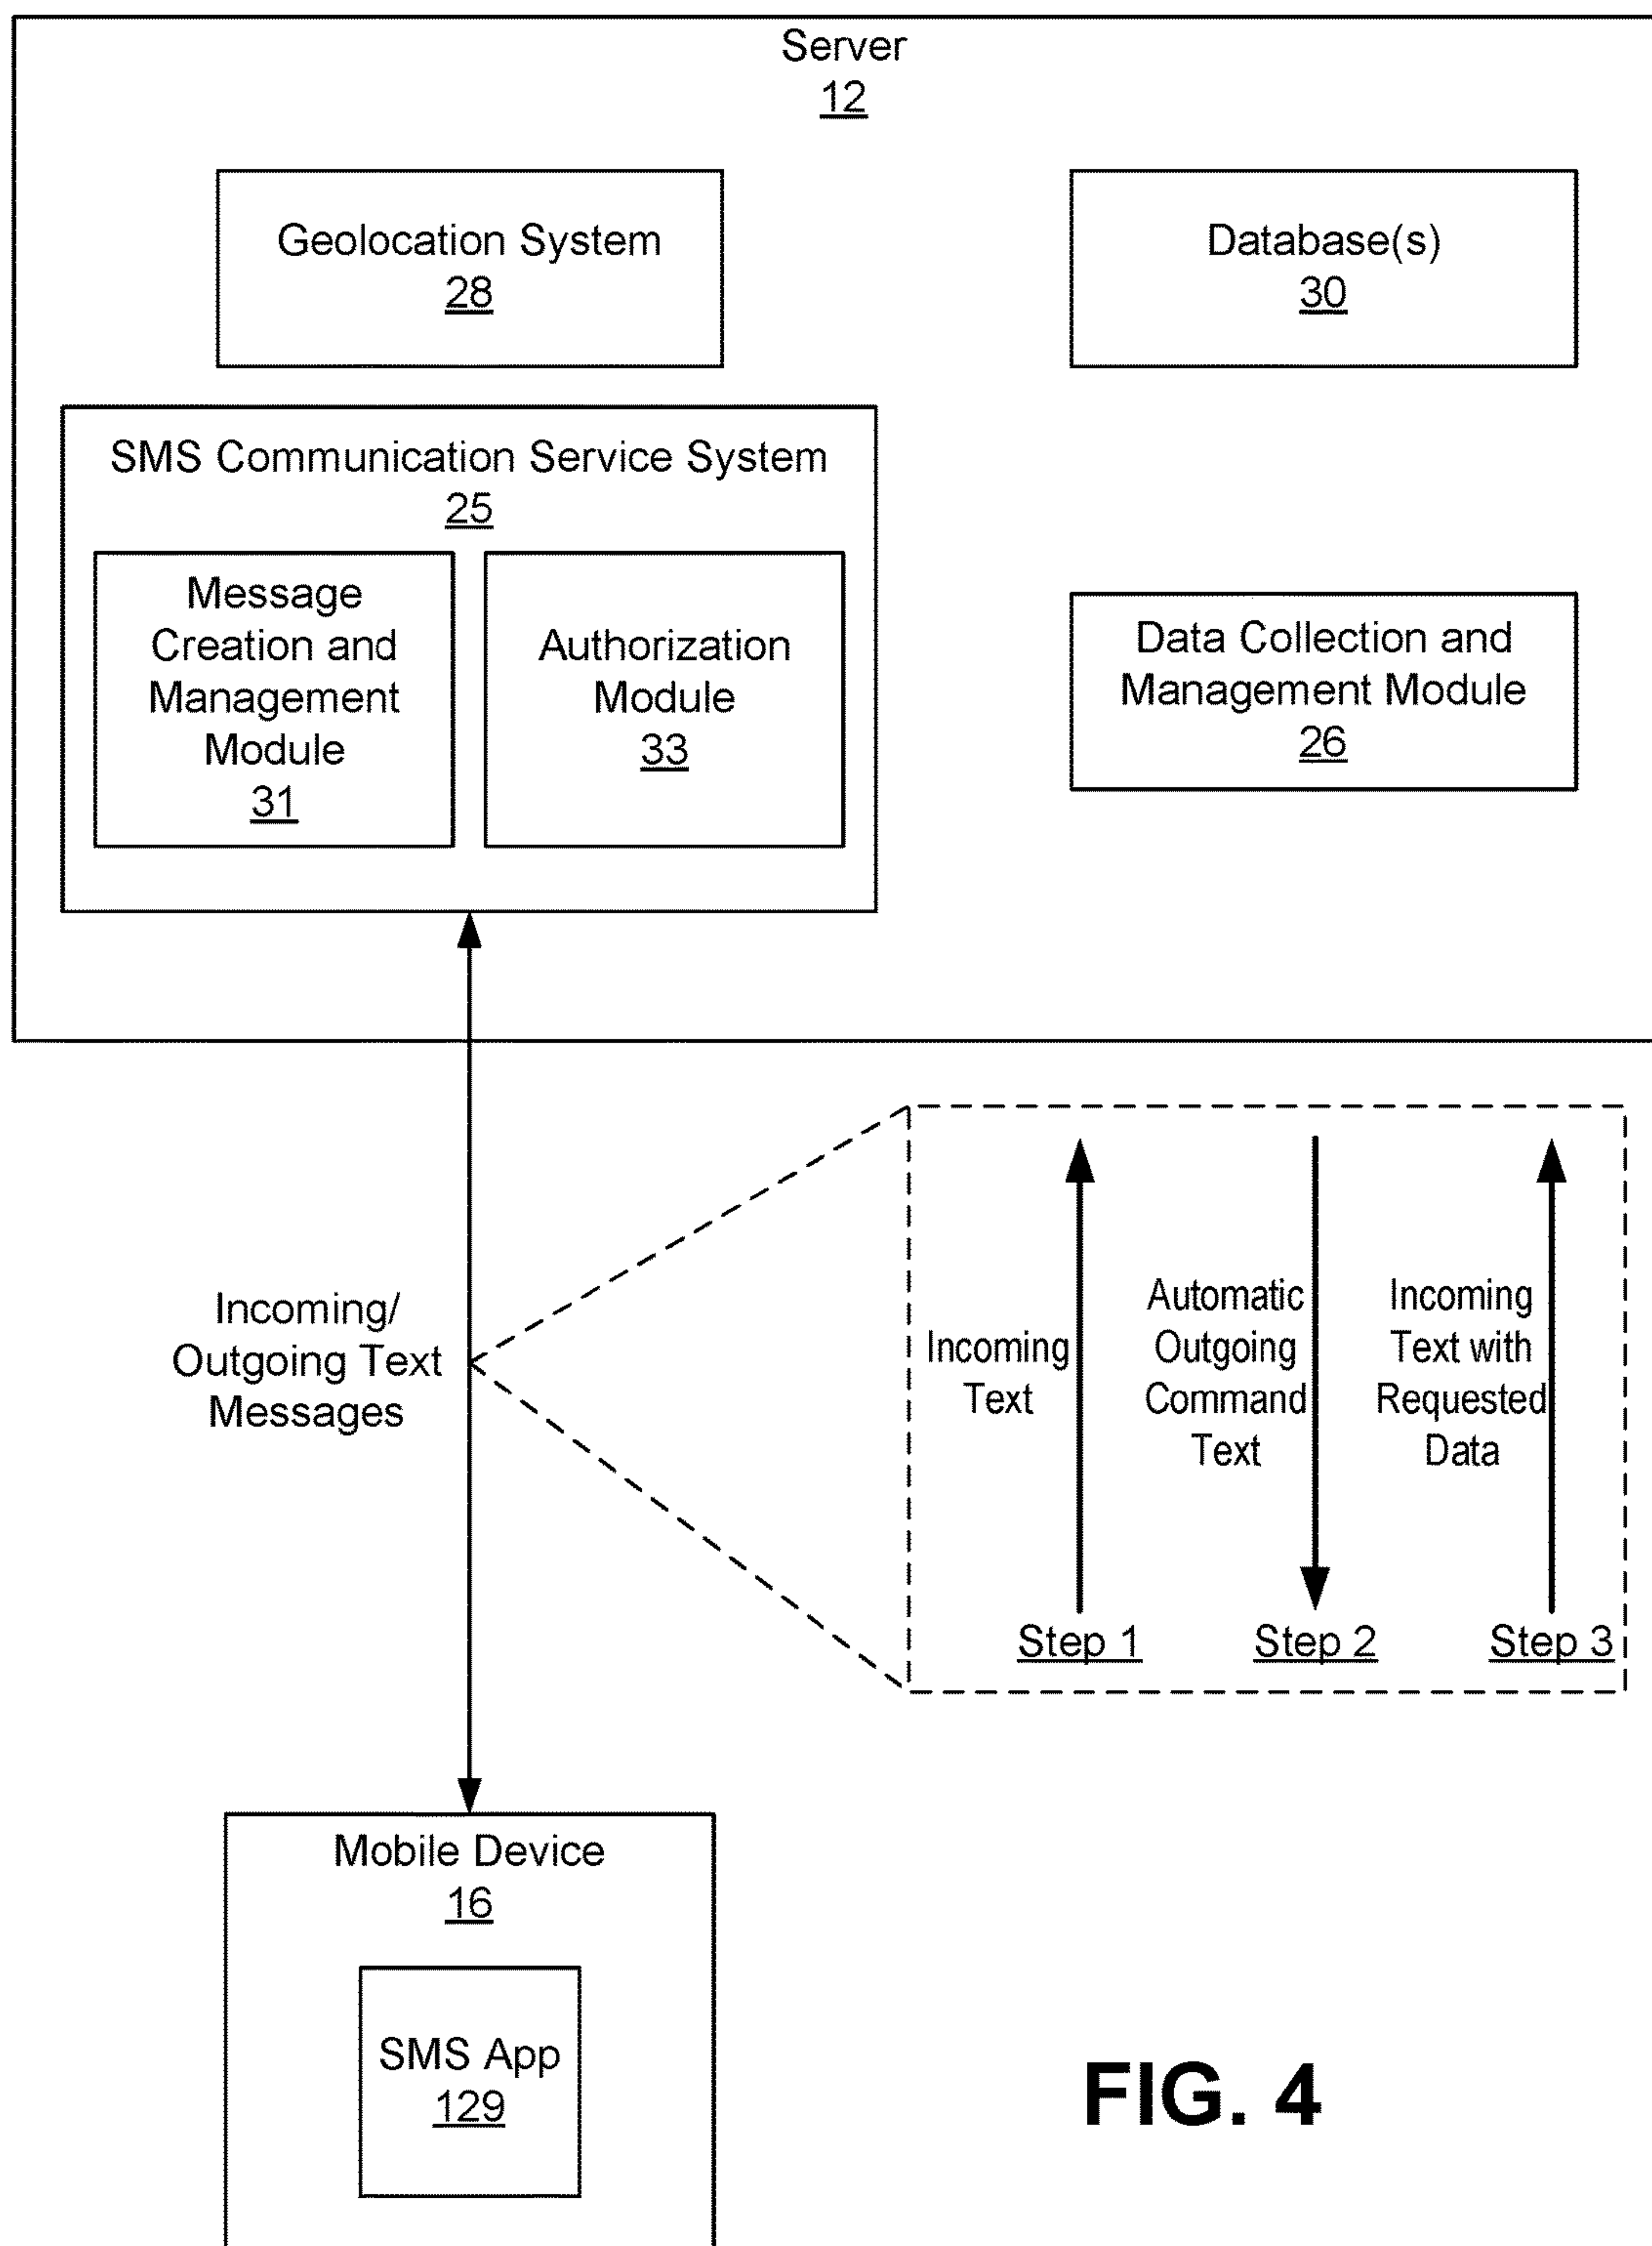 Server
12
Geolocation System
28
Database(s)
30
SMS Communication Service System
25
Message
Creation and
Management
Module
31
Authorization
Module
33
Data Collection and
Management Module
26
Incoming/
Outgoing Text
Messages
Incoming
Text
Step 1
Automatic
Outgoing
Command
Text
Step 2
Incoming
Text with
Requested
Data
Step 3
Mobile Device
16
SMS App
129
FIG. 4